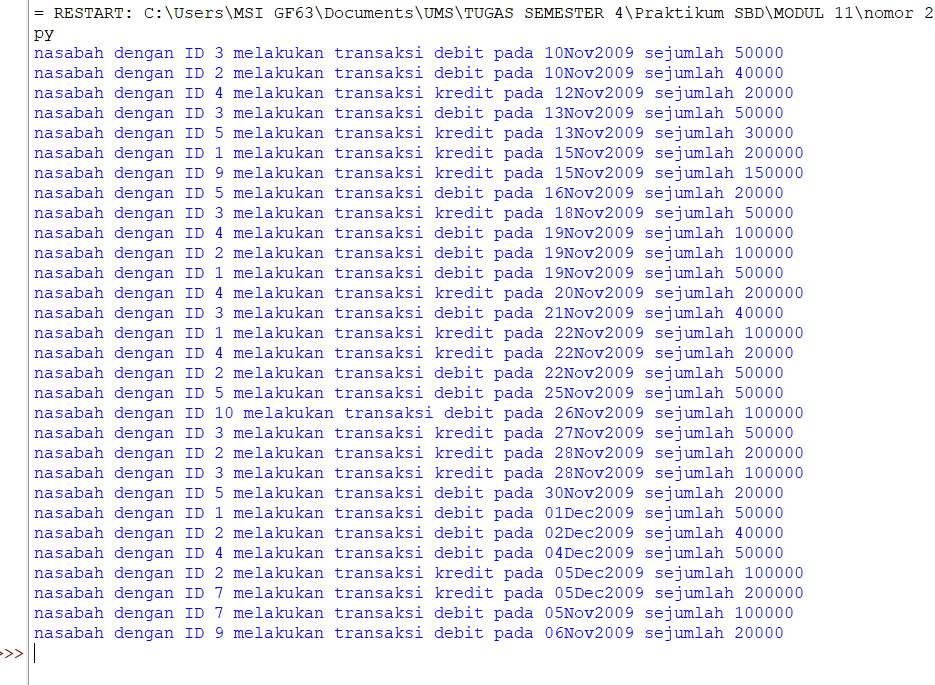 = RESTART: C:\Users\MSI GF63\Documents\UMS\TUGAS SEMESTER 4\Praktikum SBD\MODUL 11\nomor 2
py
nasabah dengan ID 3 melakukan transaksi debit pada 10Nov2009 sejumlah 50000
nasabah dengan ID 2 melakukan transaksi debit pada 10Nov2009 sejumlah 40000
nasabah dengan ID 4 melakukan transaksi kredit pada 12Nov2009 sejumlah 20000
nasabah dengan ID 3 melakukan transaksi debit pada 13Nov2009 sejumlah 50000
nasabah dengan ID 5 melakukan transaksi kredit pada 13Nov2009 sejumlah 30000
nasabah dengan ID 1 melakukan transaksi kredit pada 15Nov2009 sejumlah 200000
nasabah dengan ID 9 melakukan transaksi kredit pada 15Nov2009 sejumlah 150000
nasabah dengan ID 5 melakukan transaksi debit pada 16Nov2009 sejumlah 20000
nasabah dengan ID 3 melakukan transaksi kredit pada 18Nov2009 sejumlah 50000
nasabah dengan ID 4 melakukan transaksi debit pada 19Nov2009 sejumlah 100000
nasabah dengan ID 2 melakukan transaksi debit pada 19Nov2009 sejumlah 100000
nasabah dengan ID 1 melakukan transaksi debit pada 19Nov2009 sejumlah 50000
nasabah dengan ID 4 melakukan transaksi kredit pada 20Nov2009 sejumlah 200000
nasabah dengan ID 3 melakukan transaksi debit pada 21Nov2009 sejumlah 40000
nasabah dengan ID 1 melakukan transaksi kredit pada 22Nov2009 sejumlah 100000
nasabah dengan ID 4 melakukan transaksi kredit pada 22Nov2009 sejumlah 20000
nasabah dengan ID 2 melakukan transaksi debit pada 22Nov2009 sejumlah 50000
nasabah dengan ID 5 melakukan transaksi debit pada 25Nov2009 sejumlah 50000
nasabah dengan ID 10 melakukan transaksi debit pada 26Nov2009 sejumlah 100000
nasabah dengan ID 3 melakukan transaksi kredit pada 27Nov2009 sejumlah 50000
nasabah dengan ID 2 melakukan transaksi kredit pada 28Nov2009 sejumlah 200000
nasabah dengan ID 3 melakukan transaksi kredit pada 28Nov2009 sejumlah 100000
nasabah dengan ID 5 melakukan transaksi debit pada 30Nov2009 sejumlah 20000
nasabah dengan ID 1 melakukan transaksi debit pada 01Dec2009 sejumlah 50000
nasabah dengan ID 2 melakukan transaksi debit pada 02Dec2009 sejumlah 40000
nasabah dengan ID 4 melakukan transaksi debit pada 04Dec2009 sejumlah 50000
nasabah dengan ID 2 melakukan transaksi kredit pada 05Dec2009 sejumlah 100000
nasabah dengan ID 7 melakukan transaksi kredit pada 05Dec2009 sejumlah 200000
nasabah dengan ID 7 melakukan transaksi debit pada 05Nov2009 sejumlah 100000
nasabah dengan ID 9 melakukan transaksi debit pada 06Nov2009 sejumlah 20000
>>>